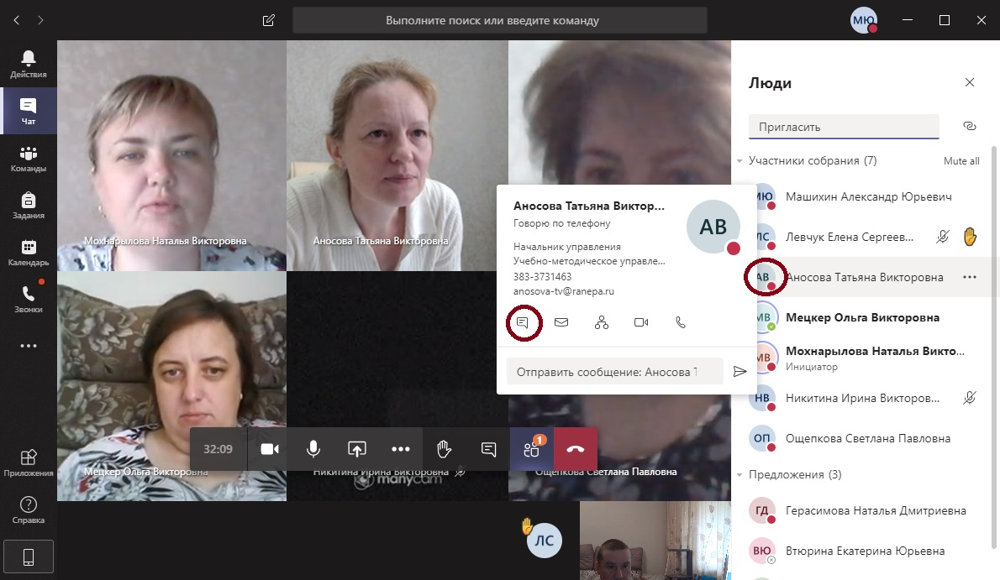 Выполните поиск или введите команду
МЮ
Действия
Чат
Команды
Задания
Календарь
Звонки
Приложения
Справка
Мохнарылова Наталья Викторовна
Аносова Татьяна Викторовна
Мецкер Ольга Викторовна
Никитина Ирина Викторовна
manycam
Ощепкова Светлана Павловна
32:09
1
ЛС
Аносова Татьяна Виктор...
Говорю по телефону
АВ
Начальник управления
Учебно-методическое управле...
383-3731463
anosova-tv@ranepa.ru
Отправить сообщение: Аносова Т
Люди
Пригласить
Участники собрания (7)
Mute all
МЮ
Машихин Александр Юрьевич
ЛС
Левчук Елена Сергеев...
АВ
Аносова Татьяна Викторовна
МВ
Мецкер Ольга Викторовна
МВ
Мохнарылова Наталья Викто...
Инициатор
НВ
Никитина Ирина Викторов...
ОП
Ощепкова Светлана Павловна
Предложения (3)
ГД
Герасимова Наталья Дмитриевна
ВЮ
Втюрина Екатерина Юрьевна